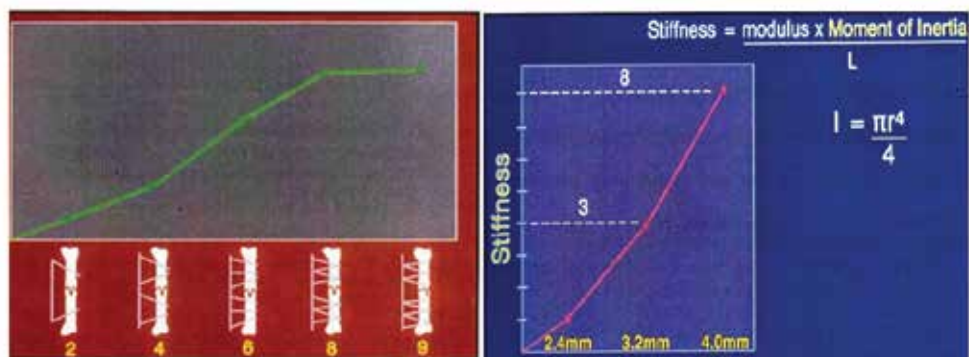 2 4 6 8 9
Stiffness = modulus x Moment of Inertia
L
I = πr⁴
4
8
3
Stiffness
2.4mm 3.2mm 4.0mm